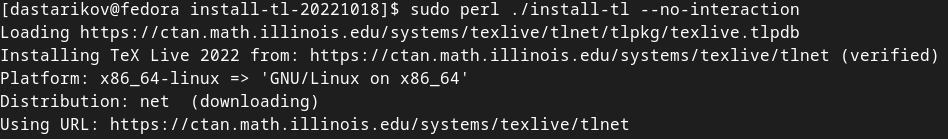 [dastarikov@fedora install-tl-20221018]$ sudo perl ./install-tl --no-interaction
Loading https://ctan.math.illinois.edu/systems/texlive/tlnet/tlpkg/texlive.tlpdb
Installing TeX Live 2022 from: https://ctan.math.illinois.edu/systems/texlive/tlnet (verified)
Platform: x86_64-linux => 'GNU/Linux on x86_64'
Distribution: net  (downloading)
Using URL: https://ctan.math.illinois.edu/systems/texlive/tlnet